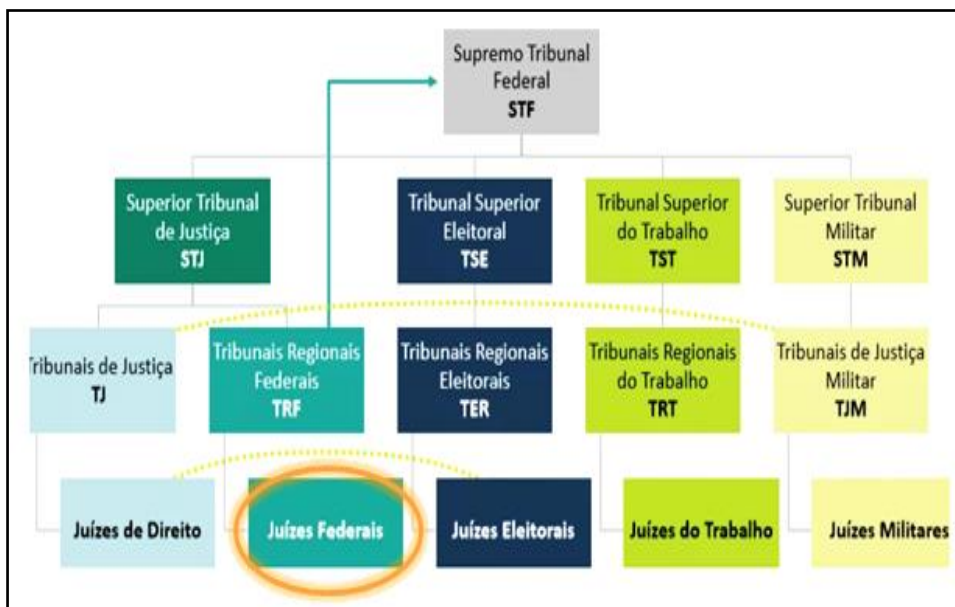 Supremo Tribunal
Federal
STF
Superior Tribunal
de Justiça
STJ
Tribunal Superior
Eleitoral
TSE
Tribunal Superior
do Trabalho
TST
Superior Tribunal
Militar
STM
Tribunais de Justiça
TJ
Tribunais Regionais
Federais
TRF
Tribunais Regionais
Eleitorais
TER
Tribunais Regionais
do Trabalho
TRT
Tribunais de Justiça
Militar
TJM
Juízes de Direito
Juízes Federais
Juízes Eleitorais
Juízes do Trabalho
Juízes Militares